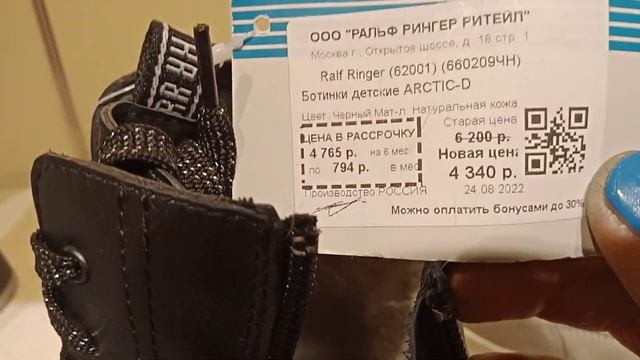 ООО "РАЛЬФ РИНГЕР РИТЕЙЛ"
Москва г, Открытое шоссе, д. 18 стр 1
Ralf Ringer (62001) (660209ЧН)
Ботинки детские ARCTIC-D
Цвет. Черный Мат-л. Натуральная кожа
ЦЕНА В РАССРОЧКУ
4 765 р. на 6 мес
по 794 р. в мес
Старая цена
6 200 р.
Новая цена
4 340 р.
Производство РОССИЯ
24.08.2022
Можно оплатить бонусами до 30%